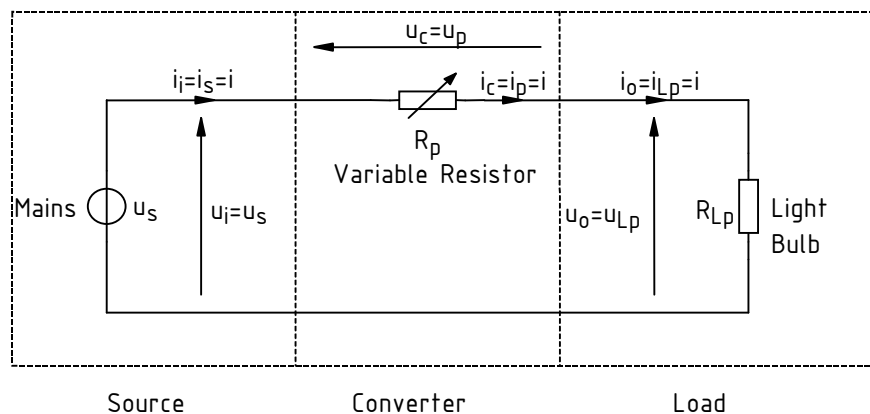 u_c=u_p
i_i=i_s=i
i_c=i_p=i
i_o=i_Lp=i
R_p
Variable Resistor
Mains
u_s
u_i=u_s
u_o=u_Lp
R_Lp
Light
Bulb
Source
Converter
Load